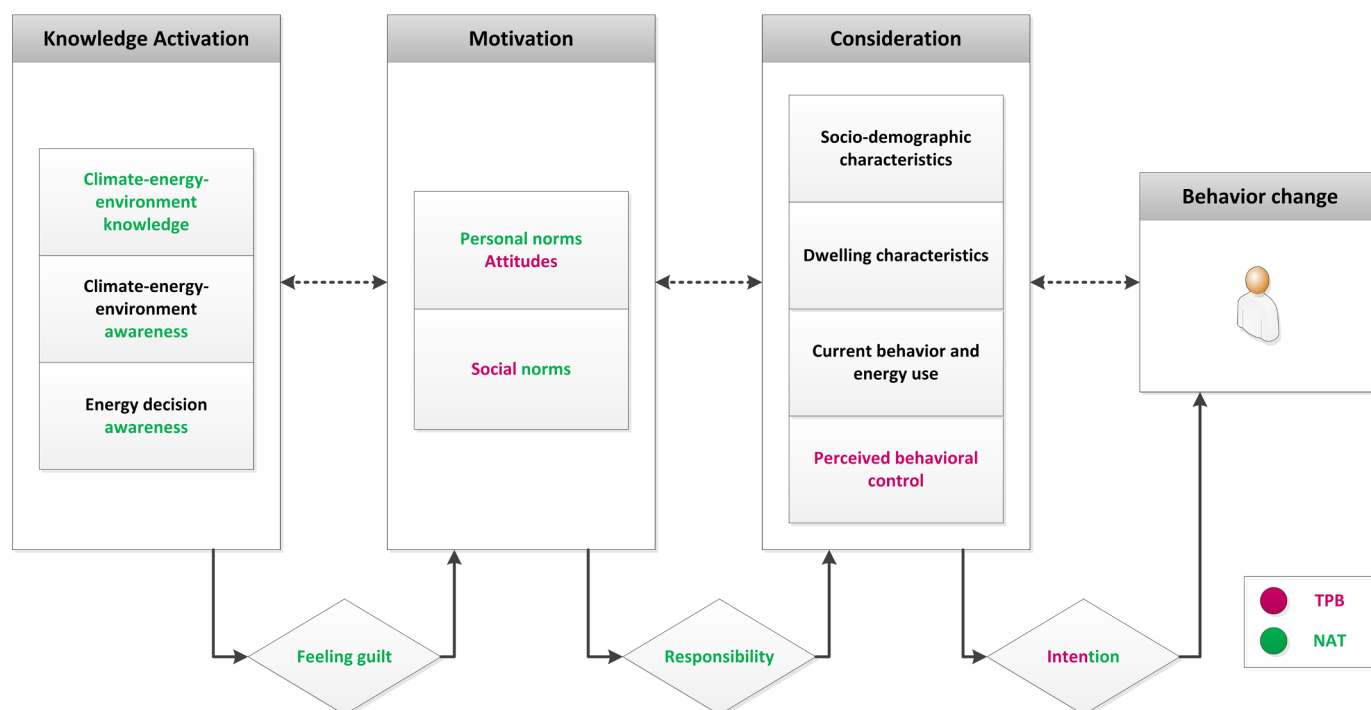 Knowledge Activation
Climate-energy-
environment
knowledge
Climate-energy-
environment
awareness
Energy decision
awareness
Motivation
Personal norms
Attitudes
Social norms
Consideration
Socio-demographic
characteristics
Dwelling characteristics
Current behavior and
energy use
Perceived behavioral
control
Behavior change
Feeling guilt
Responsibility
Intention
TPB
NAT